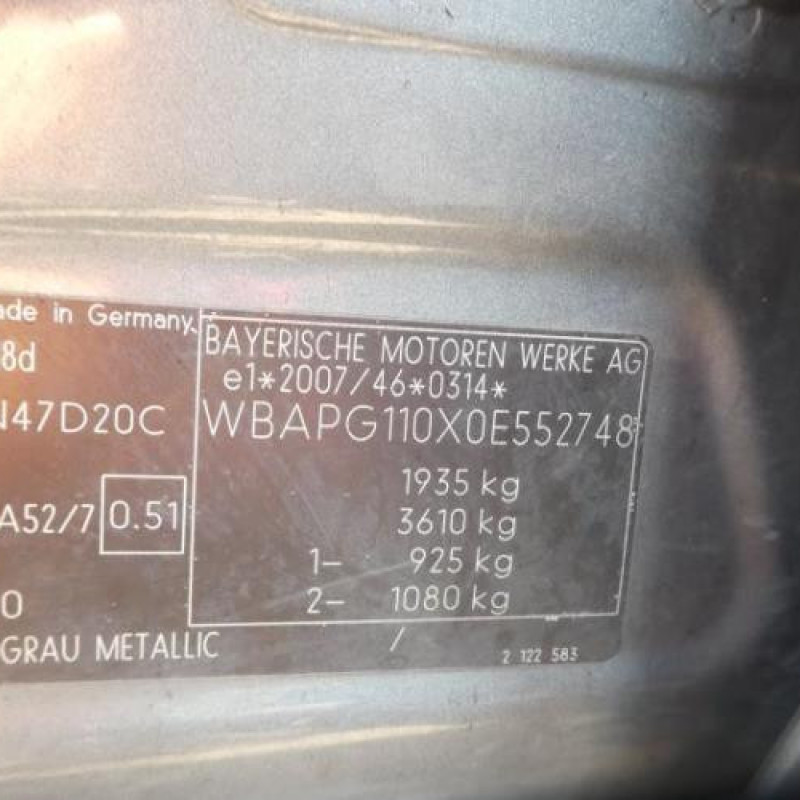 ade in Germany
BAYERISCHE MOTOREN WERKE AG
8d
e1*2007/46*0314*
N47D20C
WBAPG110X0E552748
1935 kg
A52/7 0.51
3610 kg
1- 925 kg
0
2- 1080 kg
GRAU METALLIC /
2 122 583